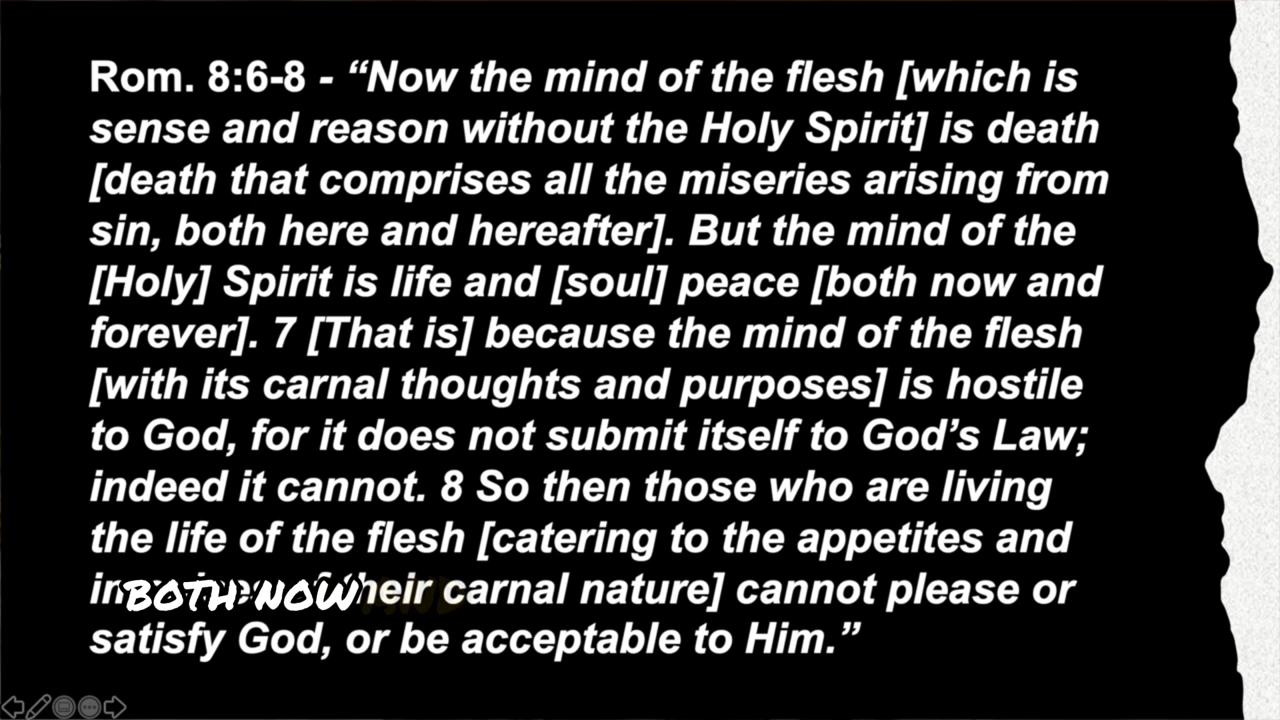 Rom. 8:6-8 - “Now the mind of the flesh [which is
sense and reason without the Holy Spirit] is death
[death that comprises all the miseries arising from
sin, both here and hereafter]. But the mind of the
[Holy] Spirit is life and [soul] peace [both now and
forever]. 7 [That is] because the mind of the flesh
[with its carnal thoughts and purposes] is hostile
to God, for it does not submit itself to God’s Law;
indeed it cannot. 8 So then those who are living
the life of the flesh [catering to the appetites and
their carnal nature] cannot please or
BOTH NOW
satisfy God, or be acceptable to Him.”